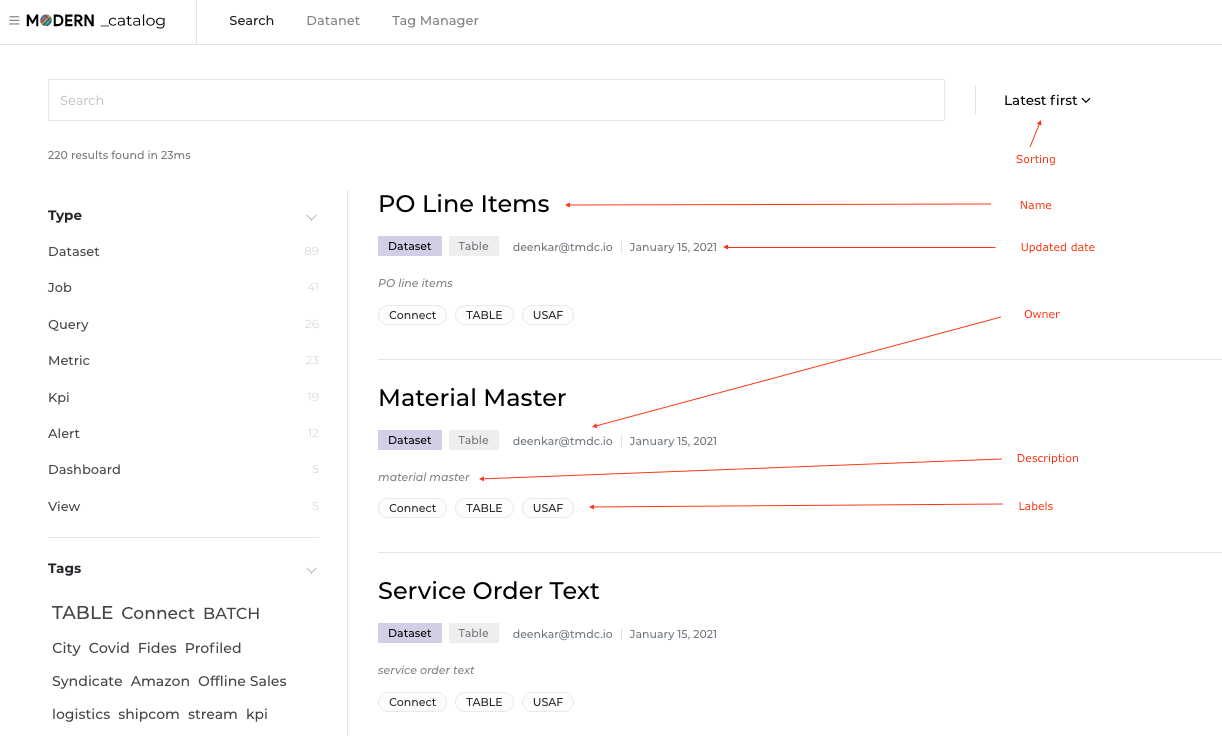 MODERN _catalog Search Datanet Tag Manager
Search
Latest first
Sorting
220 results found in 23ms
Type
Dataset 89
Job 41
Query 26
Metric 23
Kpi 19
Alert 12
Dashboard 5
View 5
Tags
TABLE Connect BATCH
City Covid Fides Profiled
Syndicate Amazon Offline Sales
logistics shipcom stream kpi
PO Line Items
Name
Dataset Table deenkar@tmdc.io January 15, 2021
Updated date
PO line items
Connect TABLE USAF
Owner
Material Master
Dataset Table deenkar@tmdc.io January 15, 2021
material master
Description
Connect TABLE USAF
Labels
Service Order Text
Dataset Table deenkar@tmdc.io January 15, 2021
service order text
Connect TABLE USAF